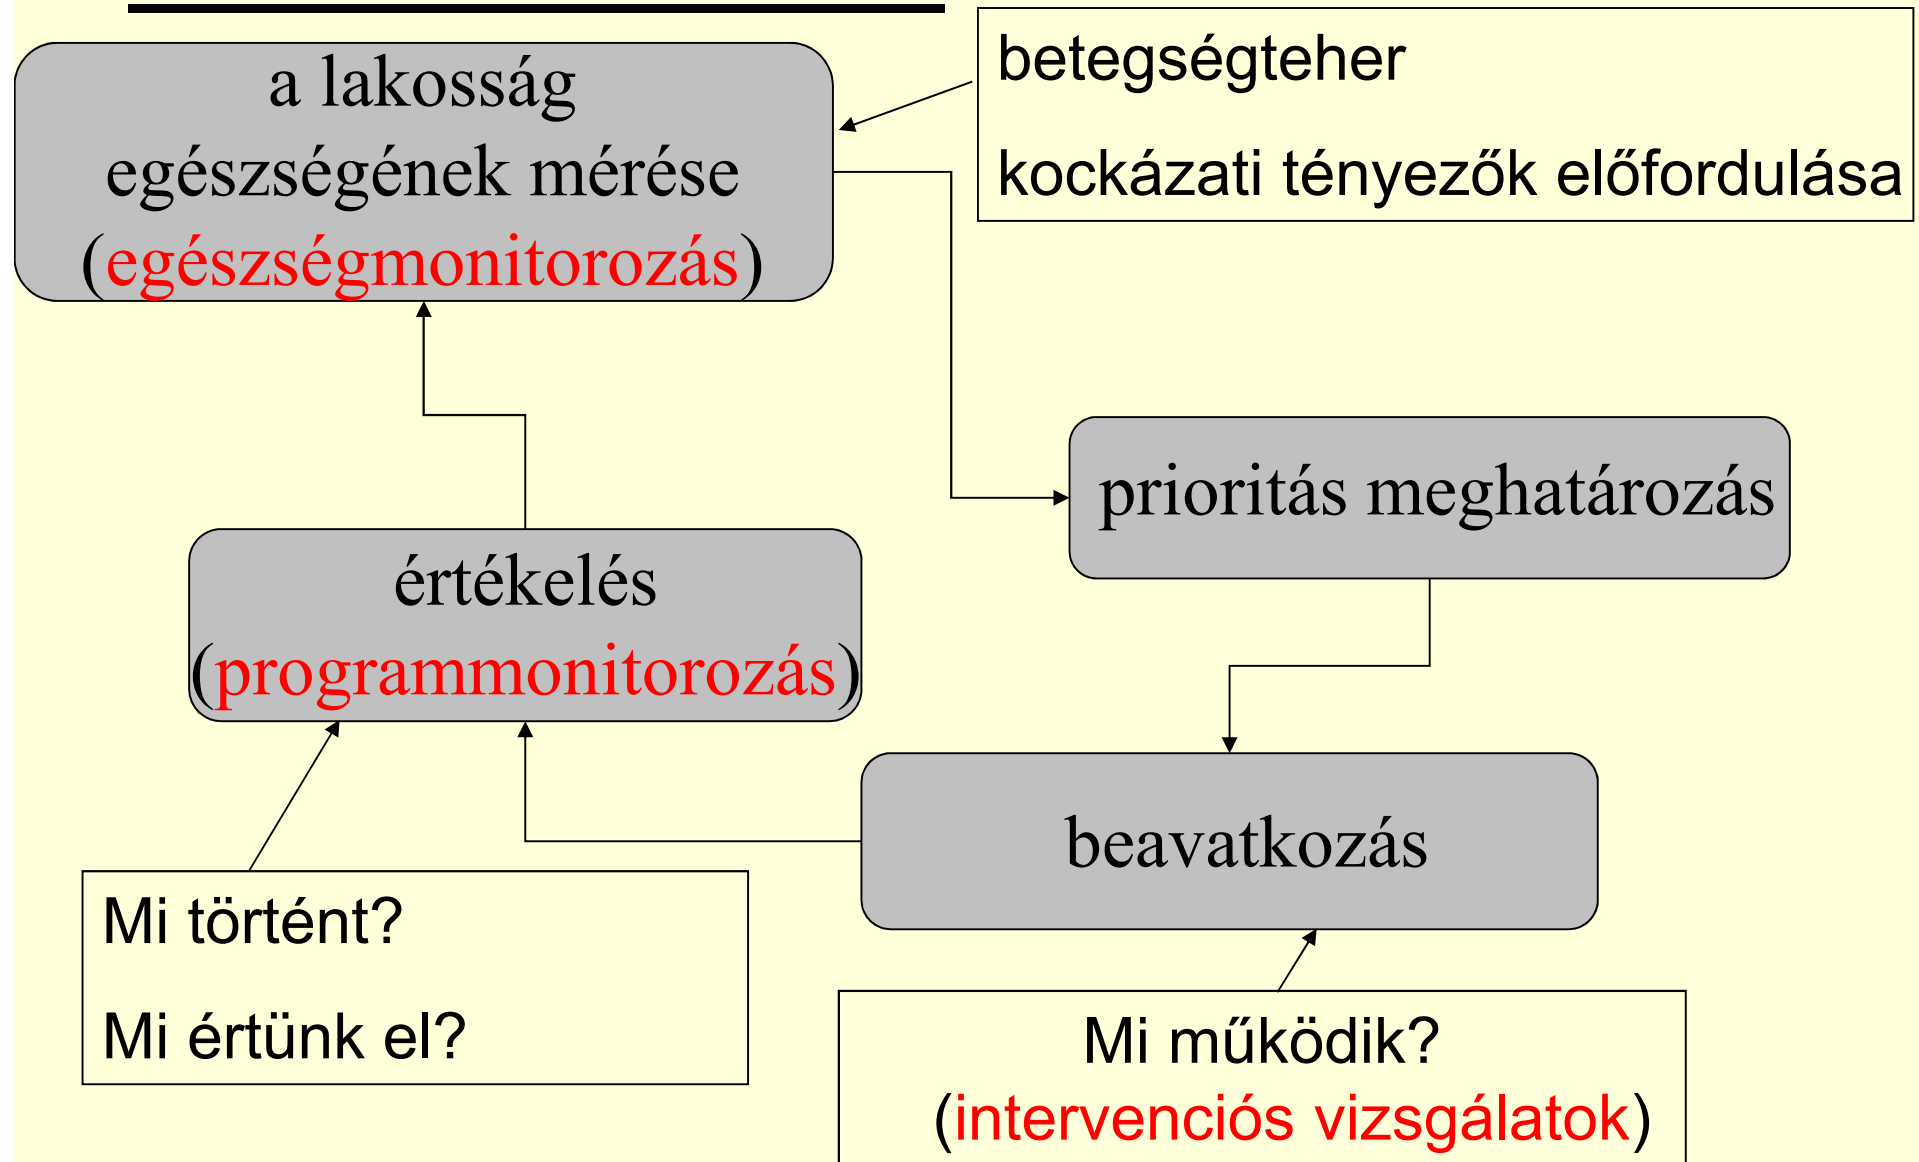 a lakosság
egészségének mérése
(egészségmonitorozás)
betegségteher
kockázati tényezők előfordulása
prioritás meghatározás
értékelés
(programmonitorozás)
beavatkozás
Mi történt?
Mi értünk el?
Mi működik?
(intervenciós vizsgálatok)